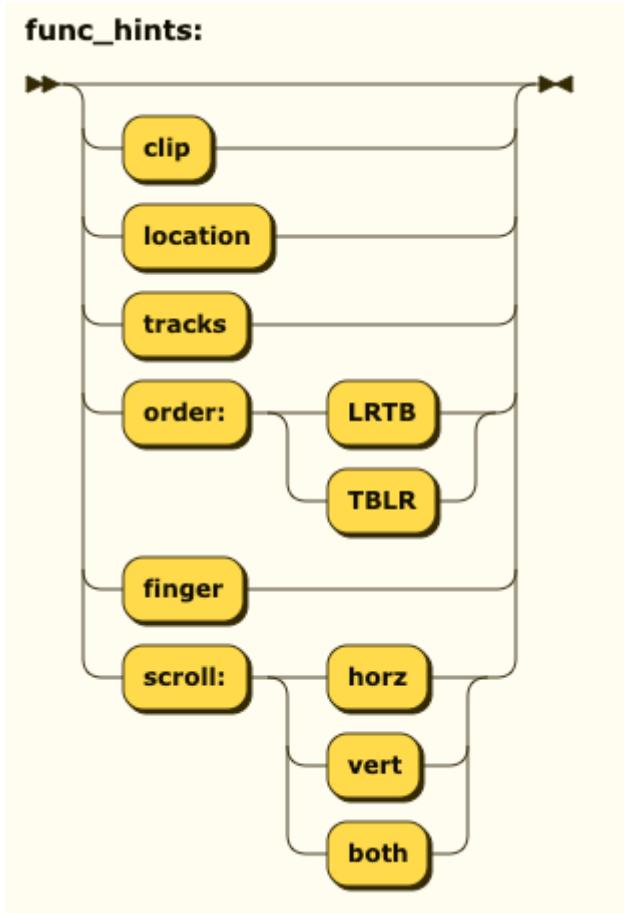 func_hints:
clip
location
tracks
order: LRTB
TBLR
finger
scroll: horz
vert
both